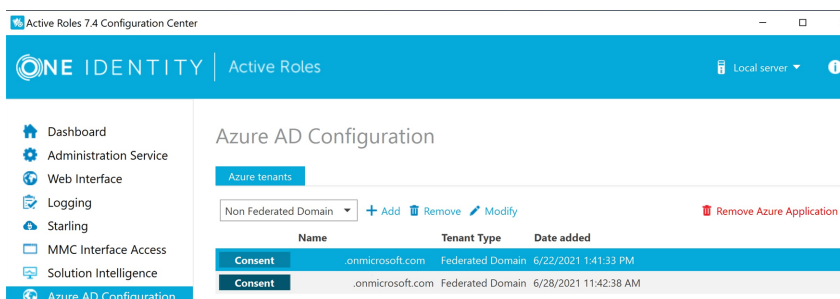 Active Roles 7.4 Configuration Center
ONE IDENTITY Active Roles
Local server
Dashboard
Administration Service
Web Interface
Logging
Starling
MMC Interface Access
Solution Intelligence
Azure AD Configuration
Azure AD Configuration
Azure tenants
Non Federated Domain Add Remove Modify Remove Azure Application
Name Tenant Type Date added
Consent .onmicrosoft.com Federated Domain 6/22/2021 1:41:33 PM
Consent .onmicrosoft.com Federated Domain 6/28/2021 11:42:38 AM